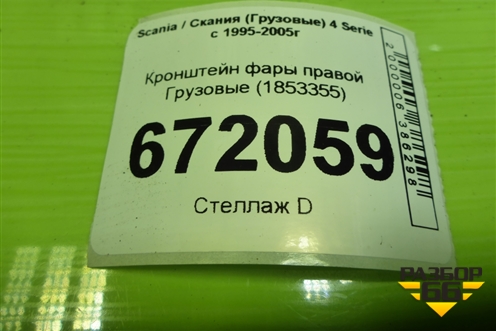 Scania / Скания (Грузовые) 4 Serie
с 1995-2005г
Кронштейн фары правой
Грузовые (1853355)
672059
Стеллаж D
2000006386298
РАЗБОР
66